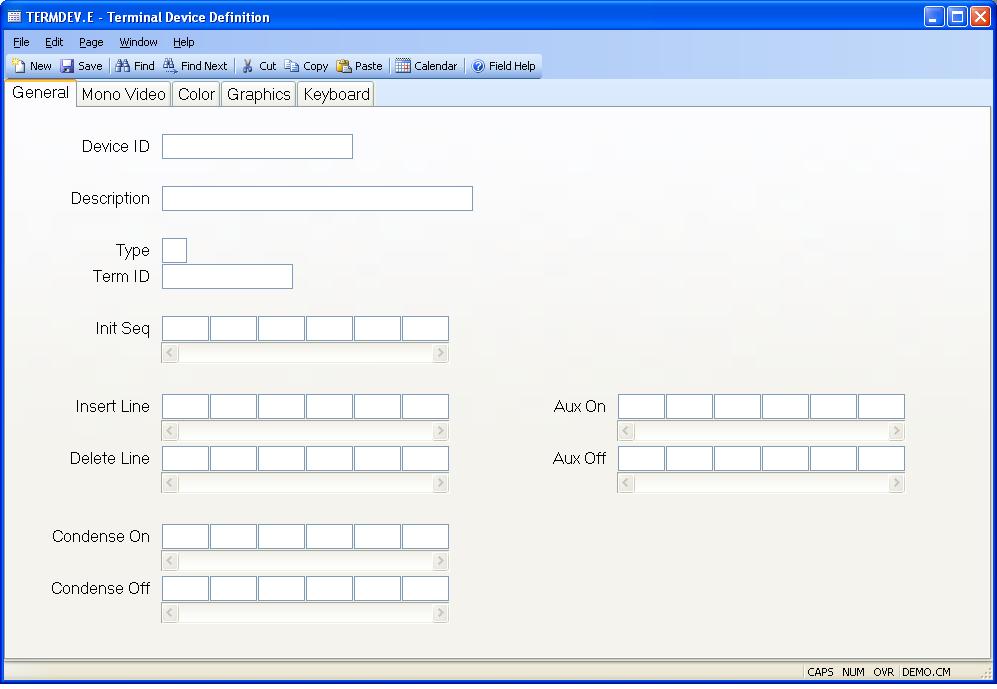 TERMDEV.E - Terminal Device Definition
File Edit Page Window Help
New Save Find Find Next Cut Copy Paste Calendar Field Help
General Mono Video Color Graphics Keyboard
Device ID
Description
Type
Term ID
Init Seq
Insert Line Aux On
Delete Line Aux Off
Condense On
Condense Off
CAPS NUM OVR DEMO.CM